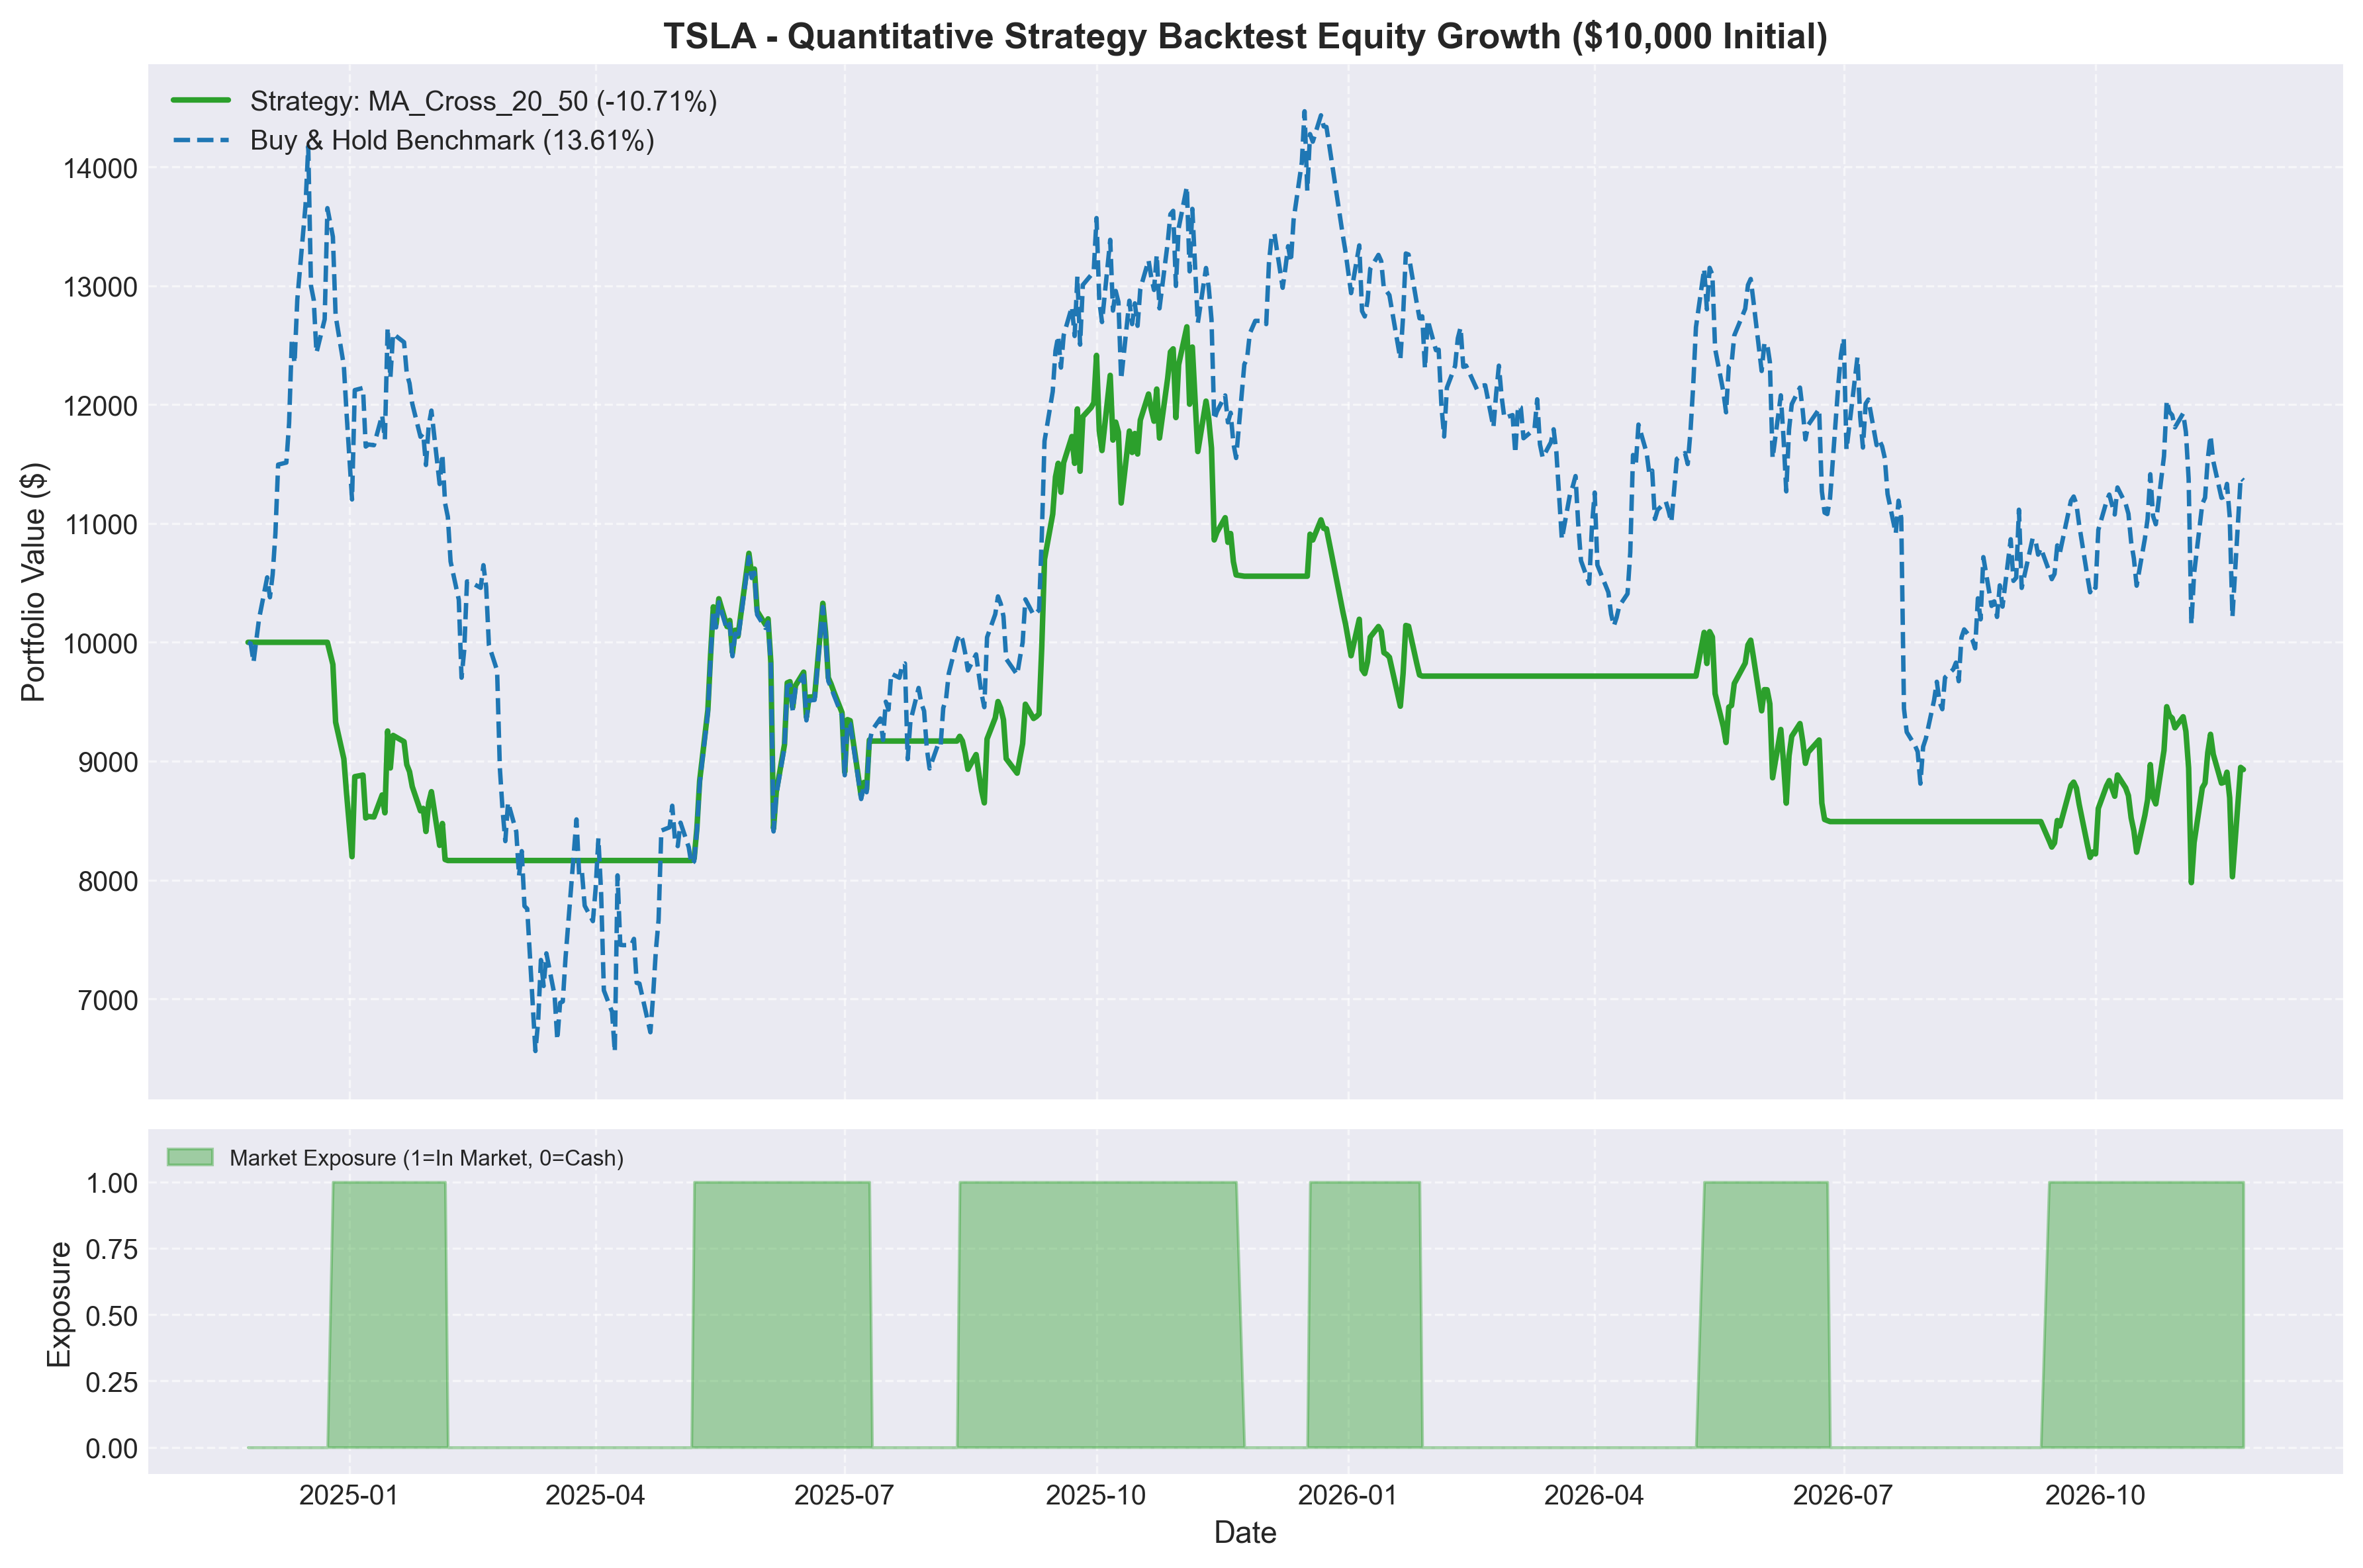 TSLA - Quantitative Strategy Backtest Equity Growth ($10,000 Initial)
Strategy: MA_Cross_20_50 (-10.71%)
Buy & Hold Benchmark (13.61%)
Portfolio Value ($)
14000
13000
12000
11000
10000
9000
8000
7000
Market Exposure (1=In Market, 0=Cash)
Exposure
1.00
0.75
0.50
0.25
0.00
2025-01 2025-04 2025-07 2025-10 2026-01 2026-04 2026-07 2026-10
Date